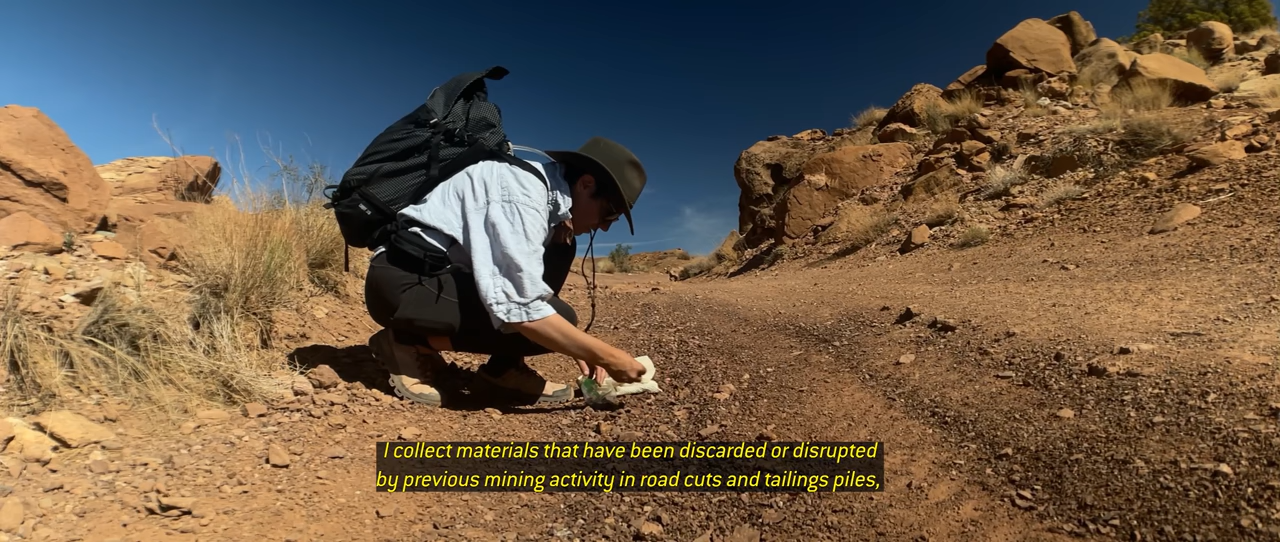 I collect materials that have been discarded or disrupted
by previous mining activity in road cuts and tailings piles,